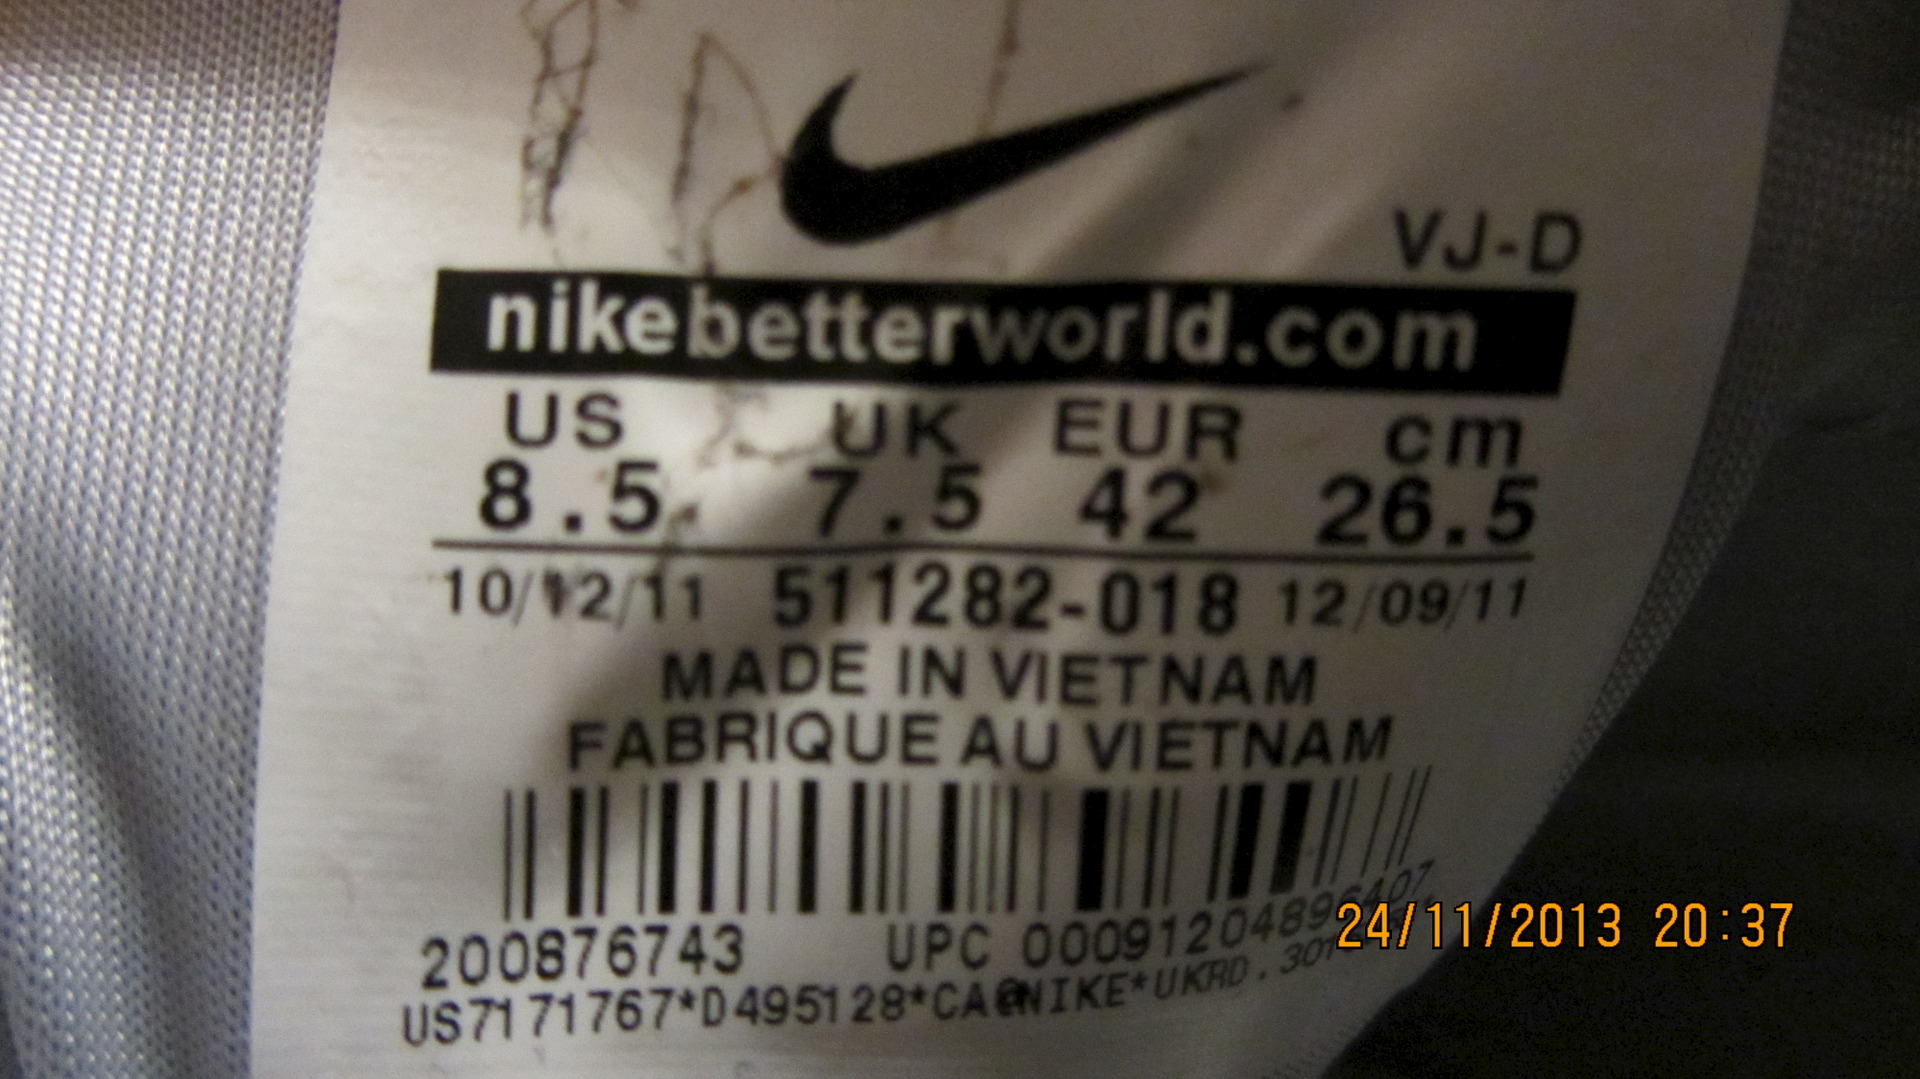 VJ-D
nikebetterworld.com
US UK EUR cm
8.5 7.5 42 26.5
10/12/11 511282-018 12/09/11
MADE IN VIETNAM
FABRIQUE AU VIETNAM
200876743 UPC 00091204896407
US7171767*D495128*CA@NIKE*UKRD.301
24/11/2013 20:37